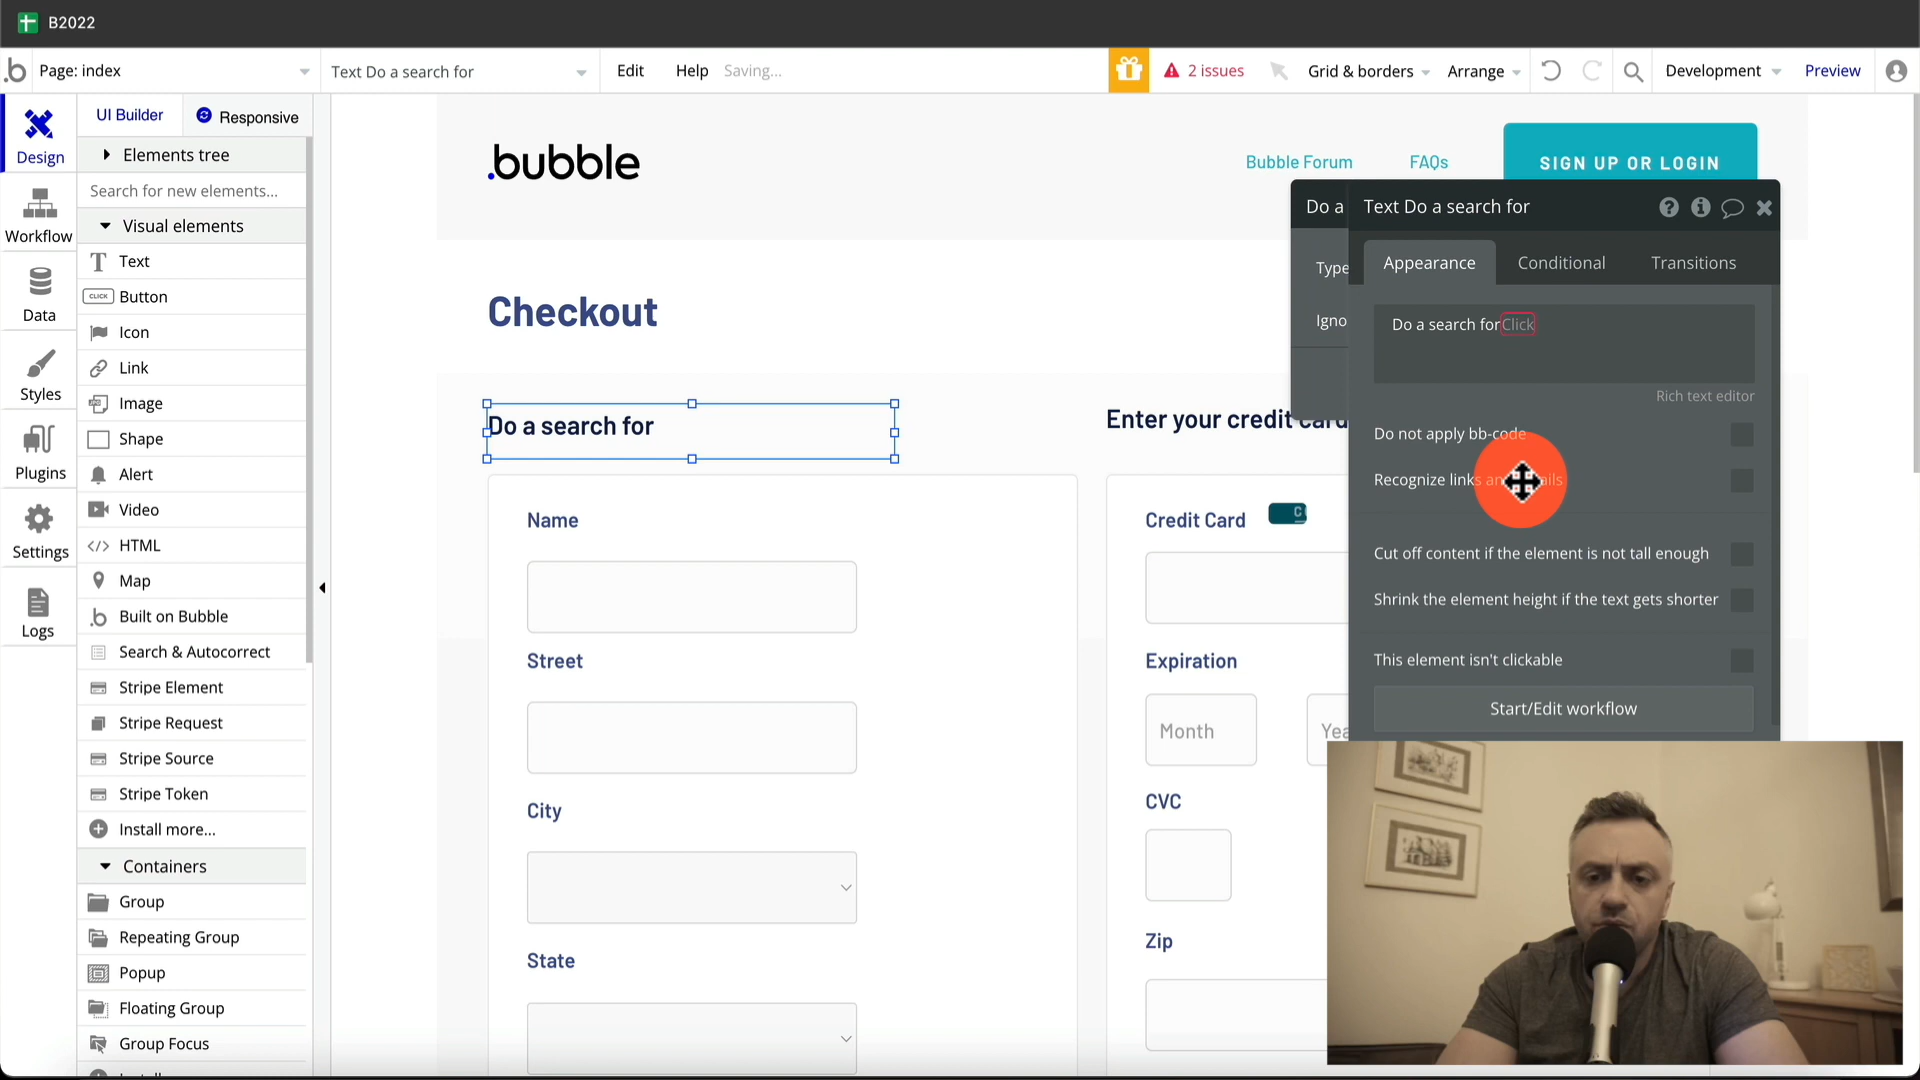 B2022
Page: index
Text Do a search for
Edit
Help
Saving...
2 issues
Grid & borders
Arrange
Development
Preview
Design
Workflow
Data
Styles
Plugins
Settings
Logs
UI Builder
Responsive
Elements tree
Search for new elements...
Visual elements
Text
CLICK
Button
Icon
Link
Image
Shape
Alert
Video
HTML
Map
Built on Bubble
Search & Autocorrect
Stripe Element
Stripe Request
Stripe Source
Stripe Token
Install more...
Containers
Group
Repeating Group
Popup
Floating Group
Group Focus
.bubble
Bubble Forum
FAQs
SIGN UP OR LOGIN
Checkout
Do a search for
Name
Street
City
State
Enter your credit card
Credit Card
Expiration
Month
Yea
CVC
Zip
Do a
Type
Igno
Text Do a search for
Appearance
Conditional
Transitions
Do a search for Click
Rich text editor
Do not apply bb-code
Recognize links an ails
Cut off content if the element is not tall enough
Shrink the element height if the text gets shorter
This element isn't clickable
Start/Edit workflow